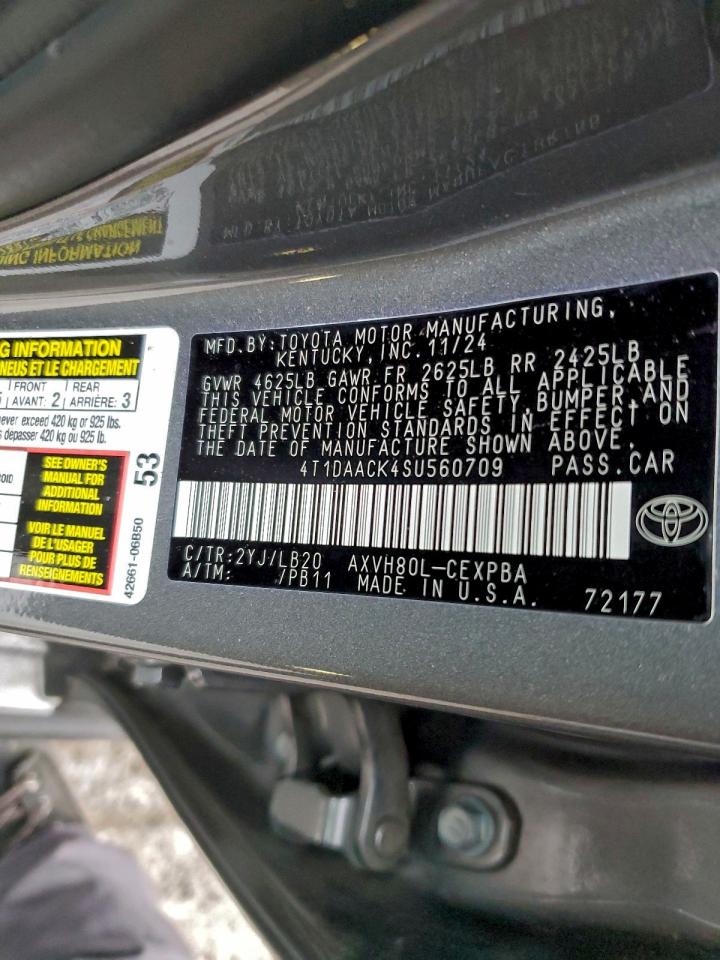 MFD. BY: TOYOTA MOTOR MANUFACTURING,
KENTUCKY, INC. 11/24
GVWR 4625LB GAWR FR 2625LB RR 2425LB
THIS VEHICLE CONFORMS TO ALL APPLICABLE
FEDERAL MOTOR VEHICLE SAFETY, BUMPER, AND
THEFT PREVENTION STANDARDS IN EFFECT ON
THE DATE OF MANUFACTURE SHOWN ABOVE.
4T1DAACK4SU560709 PASS.CAR
C/TR: 2YJ/LB20 AXVH80L-CEXPBA
A/TM: /PB11 MADE IN U.S.A. 72177
G INFORMATION
NEUS ET LE CHARGEMENT
FRONT REAR
AVANT: 2 ARRIÈRE: 3
never exceed 420 kg or 925 lbs.
s dépasser 420 kg ou 925 lb.
SEE OWNER'S
MANUAL FOR
ADDITIONAL
INFORMATION
VOIR LE MANUEL
DE L'USAGER
POUR PLUS DE
RENSEIGNEMENTS
53
42661-06B50